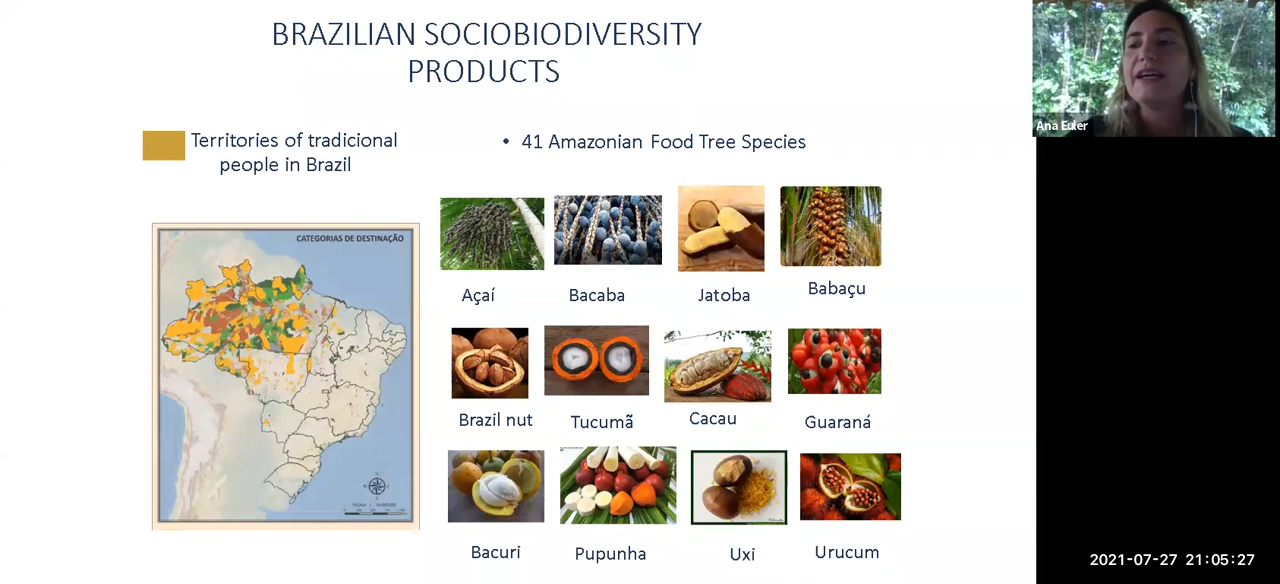 BRAZILIAN SOCIOBIODIVERSITY
PRODUCTS
Territories of tradicional
people in Brazil
• 41 Amazonian Food Tree Species
CATEGORIAS DE DESTINAÇÃO
Açaí
Bacaba
Jatoba
Babaçu
Brazil nut
Tucumã
Cacau
Guaraná
Bacuri
Pupunha
Uxi
Urucum
Ana Euler
2021-07-27 21:05:27